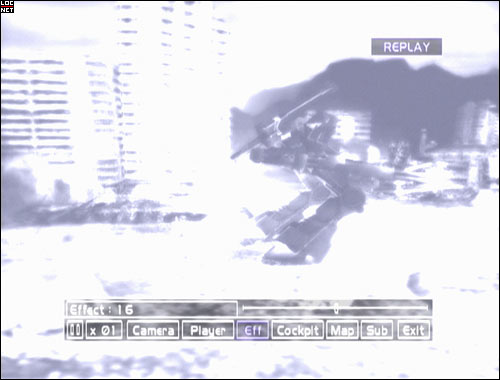 LOC
NET
REPLAY
Effect : 16
x 01 Camera Player Eff Cockpit Map Sub Exit